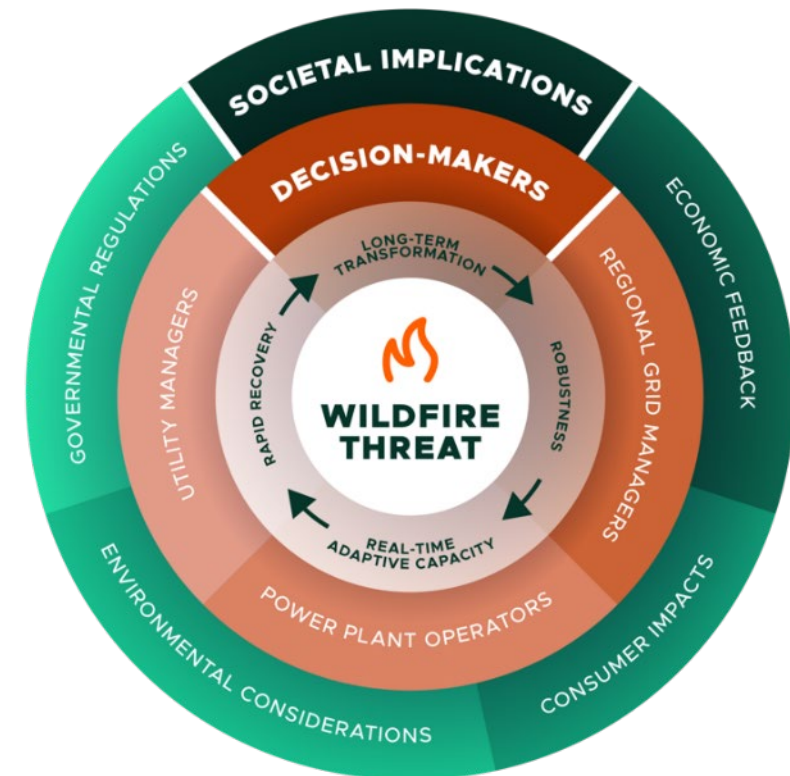 SOCIETAL IMPLICATIONS
DECISION-MAKERS
LONG-TERM
TRANSFORMATION
ROBUSTNESS
REAL-TIME
ADAPTIVE CAPACITY
RAPID RECOVERY
WILDFIRE
THREAT
REGIONAL GRID MANAGERS
POWER PLANT OPERATORS
UTILITY MANAGERS
ECONOMIC FEEDBACK
CONSUMER IMPACTS
ENVIRONMENTAL CONSIDERATIONS
GOVERNMENTAL REGULATIONS